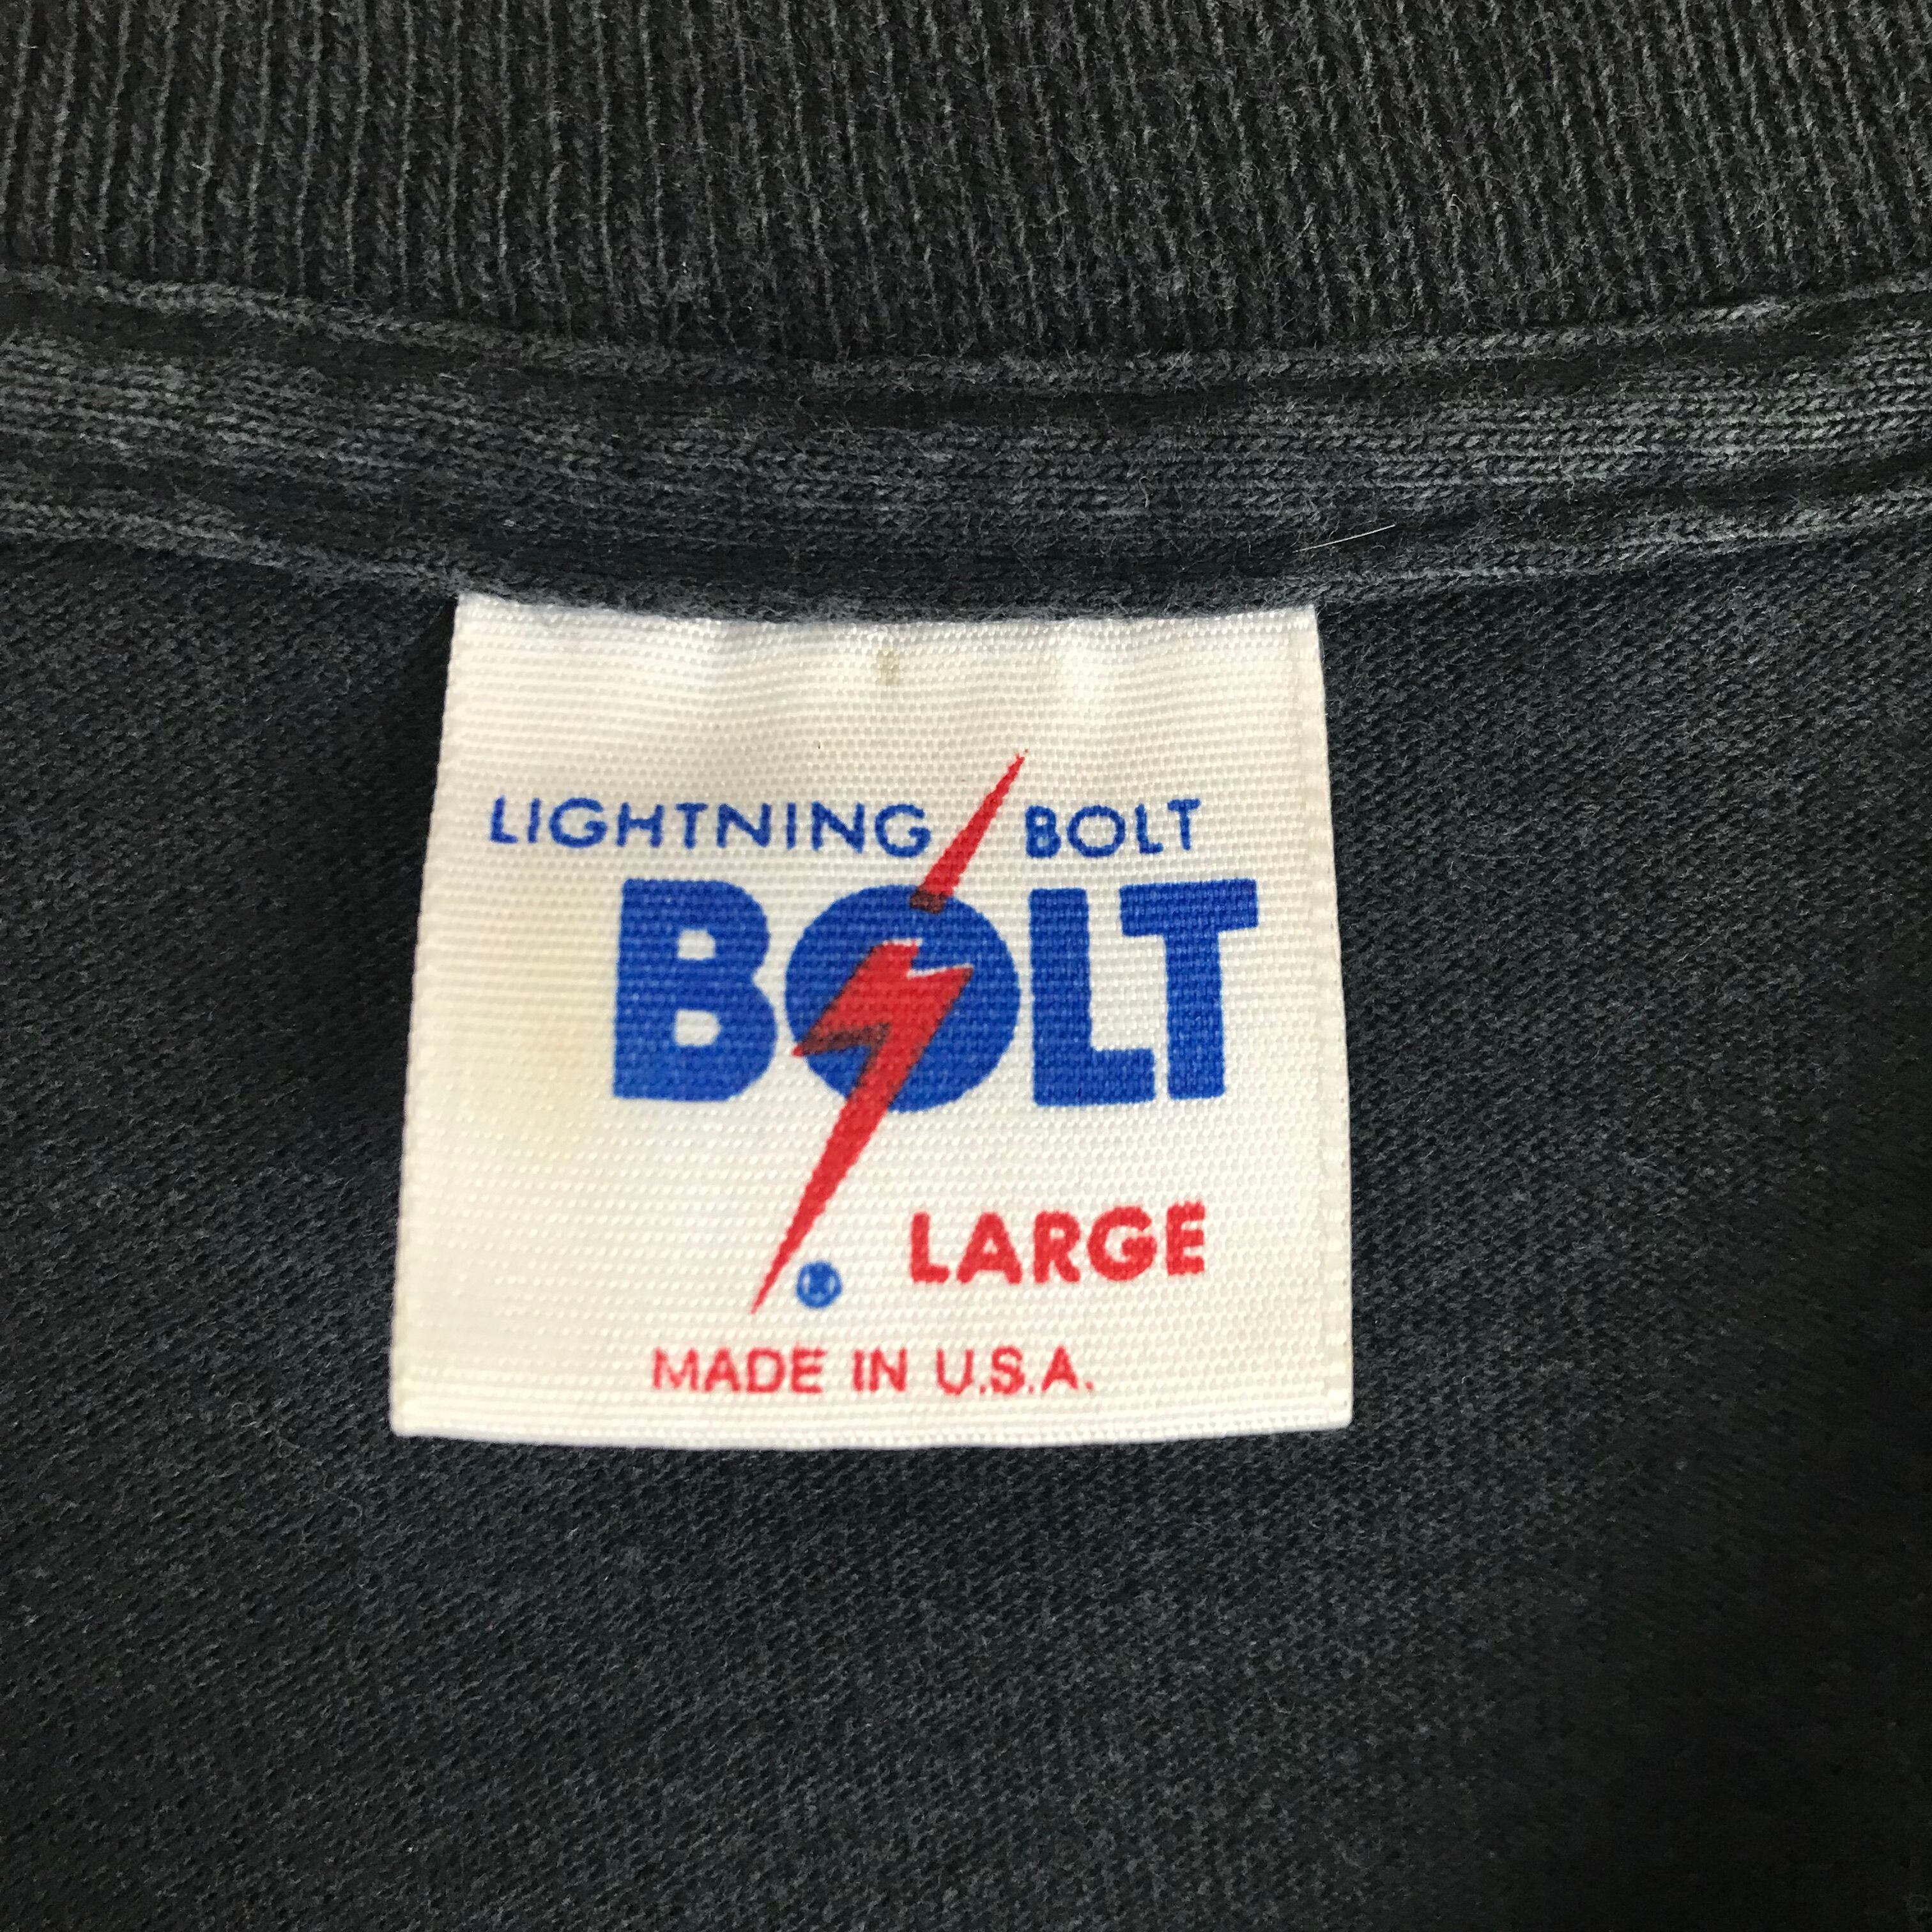 LIGHTNING BOLT
BOLT
® LARGE
MADE IN U.S.A.